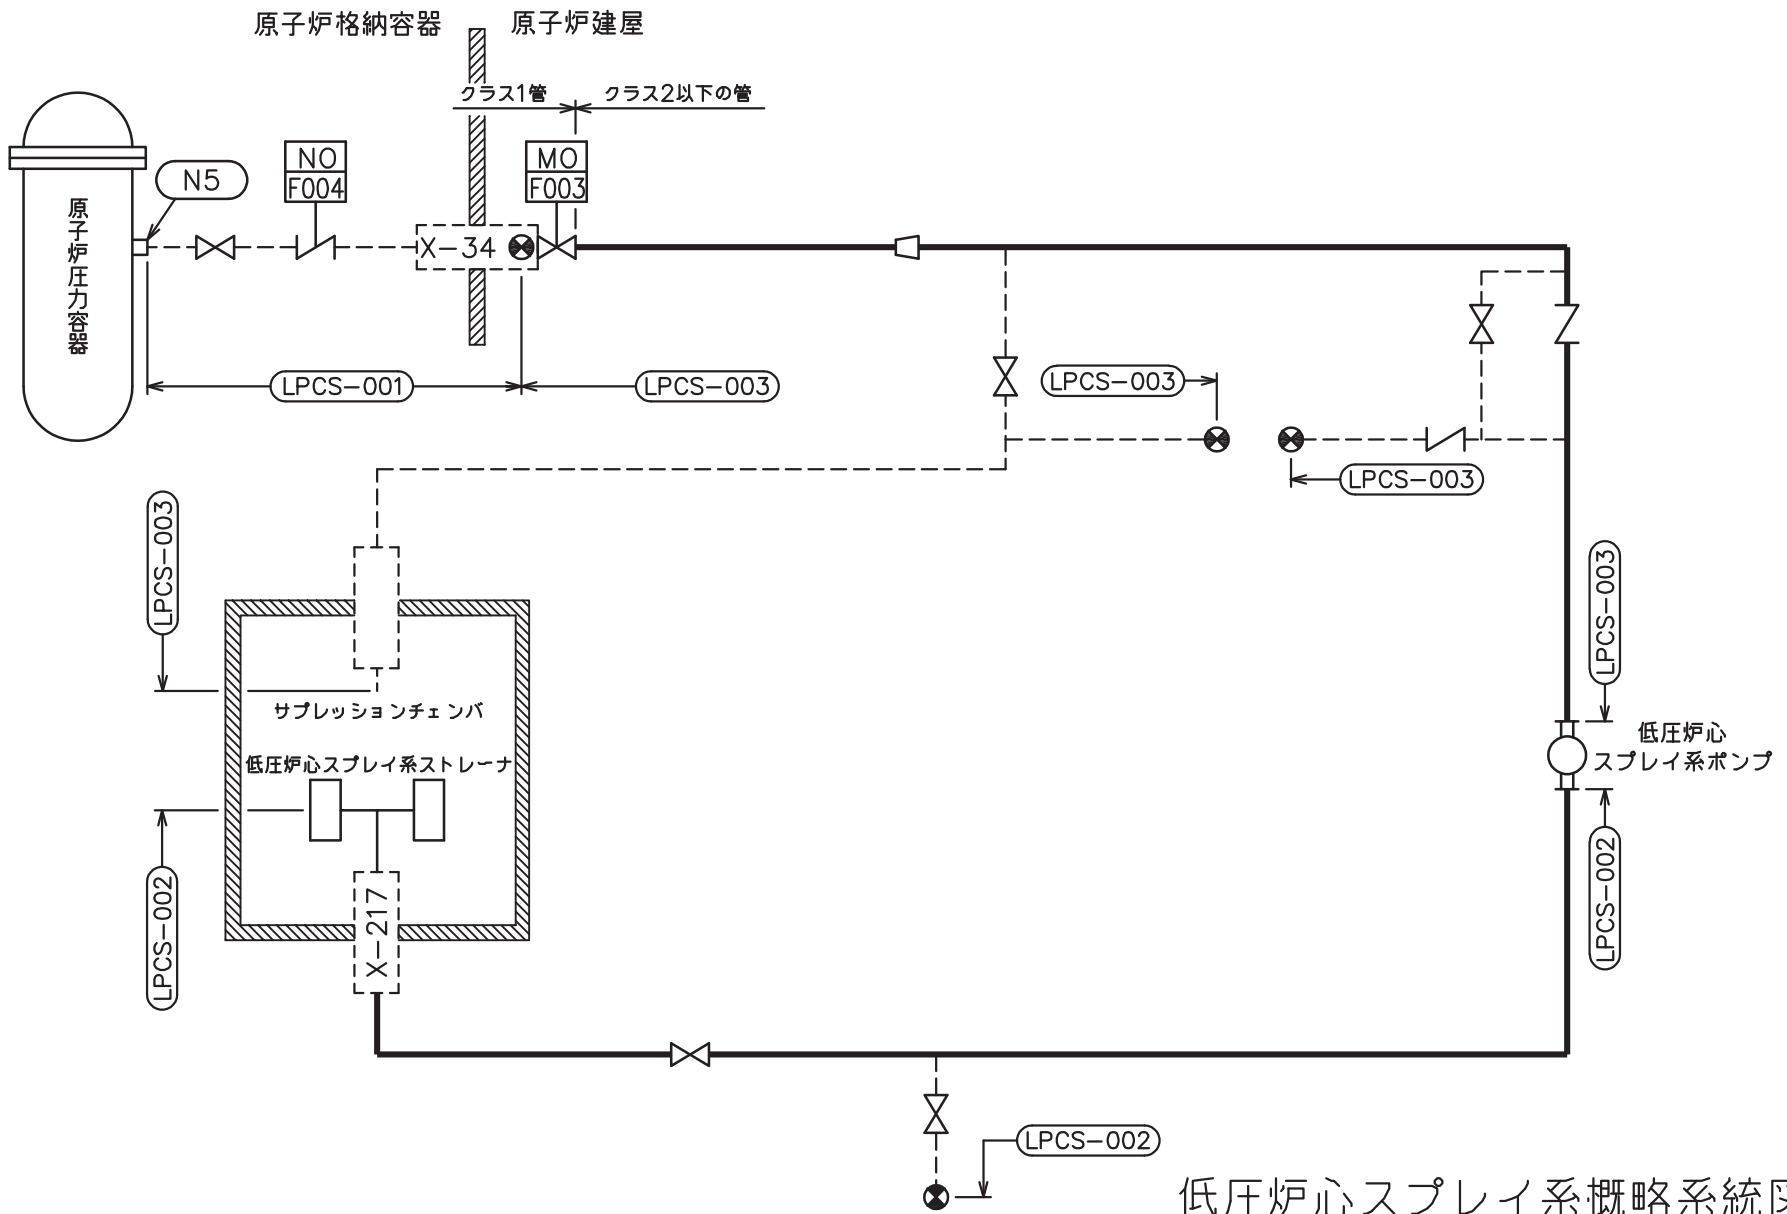 原子炉格納容器
原子炉建屋
クラス1管
クラス2以下の管
NO
F004
MO
F003
N5
原子炉圧力容器
X-34
LPCS-001
LPCS-003
LPCS-003
LPCS-003
LPCS-003
LPCS-003
サプレッションチェンバ
低圧炉心
スプレイ系ポンプ
低圧炉心スプレイ系ストレーナ
LPCS-002
LPCS-002
X-217
LPCS-002
低圧炉心スプレイ系概略系統図